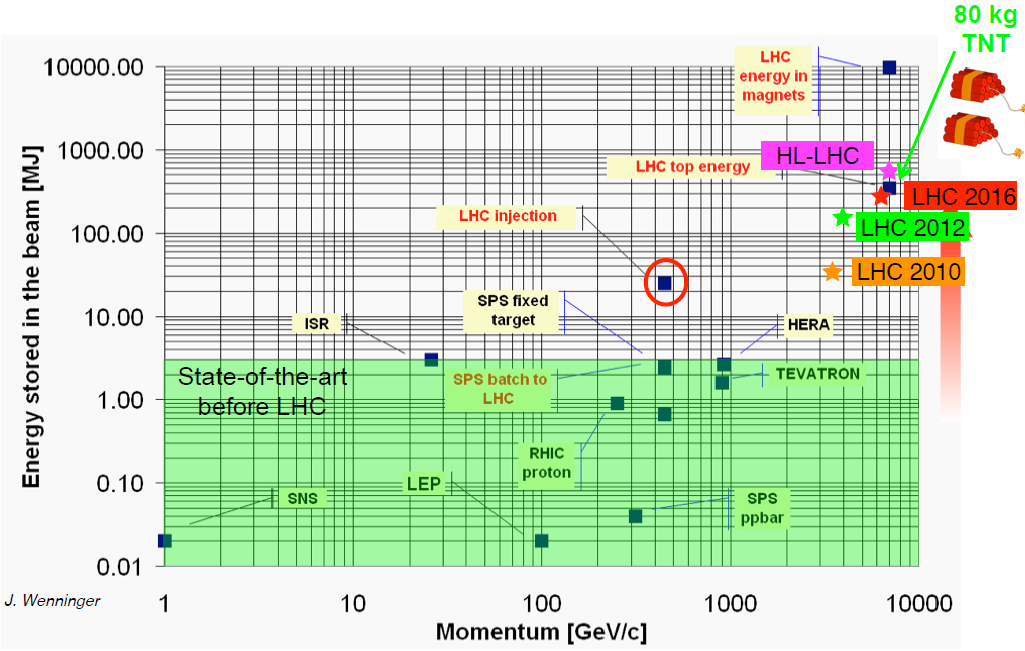 80 kg
TNT
10000.00
LHC
energy in
magnets
1000.00
LHC top energy
HL-LHC
LHC 2016
LHC injection
100.00
LHC 2012
LHC 2010
SPS fixed
target
10.00
ISR
HERA
State-of-the-art
before LHC
SPS batch to
LHC
TEVATRON
1.00
RHIC
proton
0.10
LEP
SNS
SPS
ppbar
0.01
Energy stored in the beam [MJ]
J. Wenninger
1
10
100
1000
10000
Momentum [GeV/c]